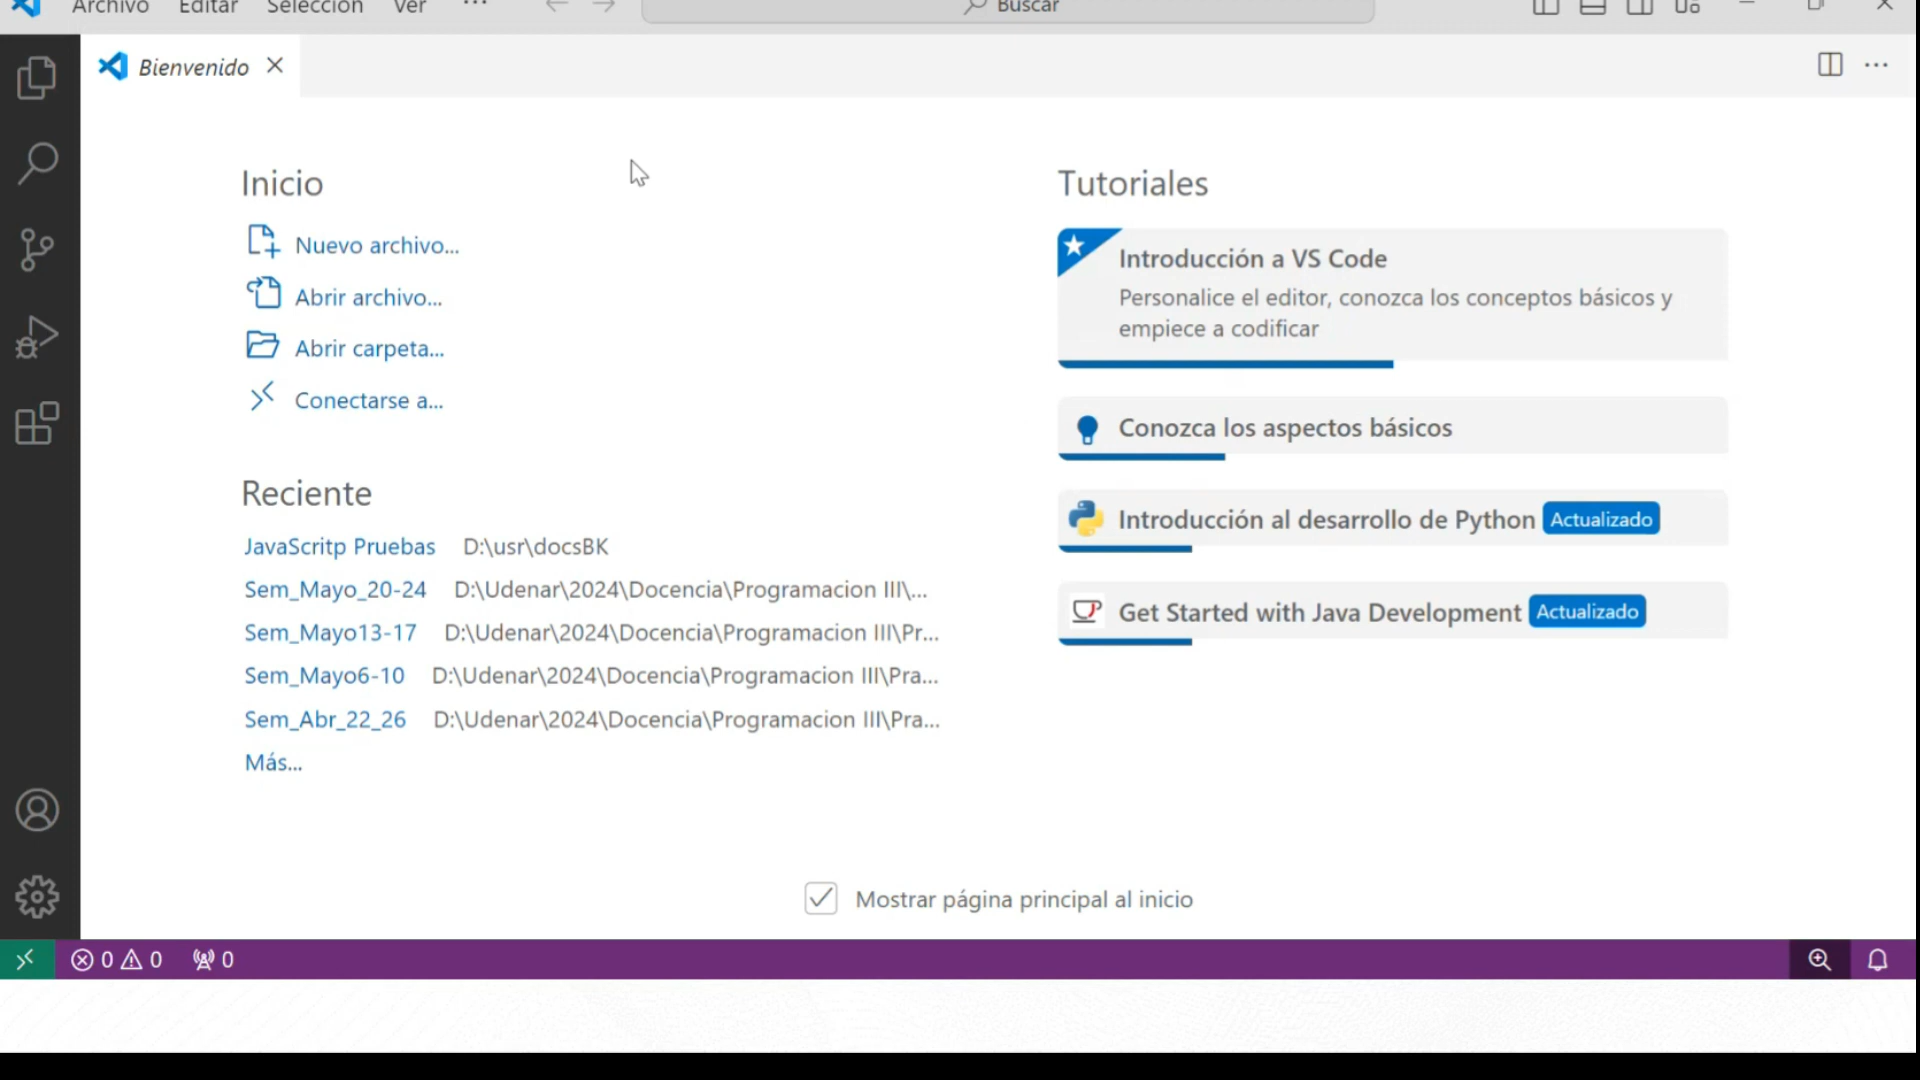 Archivo Editar Selección Ver ... Buscar
Bienvenido
Inicio
Nuevo archivo...
Abrir archivo...
Abrir carpeta...
Conectarse a...
Reciente
JavaScritp Pruebas D:\usr\docsBK
Sem_Mayo_20-24 D:\Udenar\2024\Docencia\Programacion III\...
Sem_Mayo13-17 D:\Udenar\2024\Docencia\Programacion III\Pr...
Sem_Mayo6-10 D:\Udenar\2024\Docencia\Programacion III\Pra...
Sem_Abr_22_26 D:\Udenar\2024\Docencia\Programacion III\Pra...
Más...
Tutoriales
Introducción a VS Code
Personalice el editor, conozca los conceptos básicos y
empiece a codificar
Conozca los aspectos básicos
Introducción al desarrollo de Python Actualizado
Get Started with Java Development Actualizado
Mostrar página principal al inicio
0 0 0